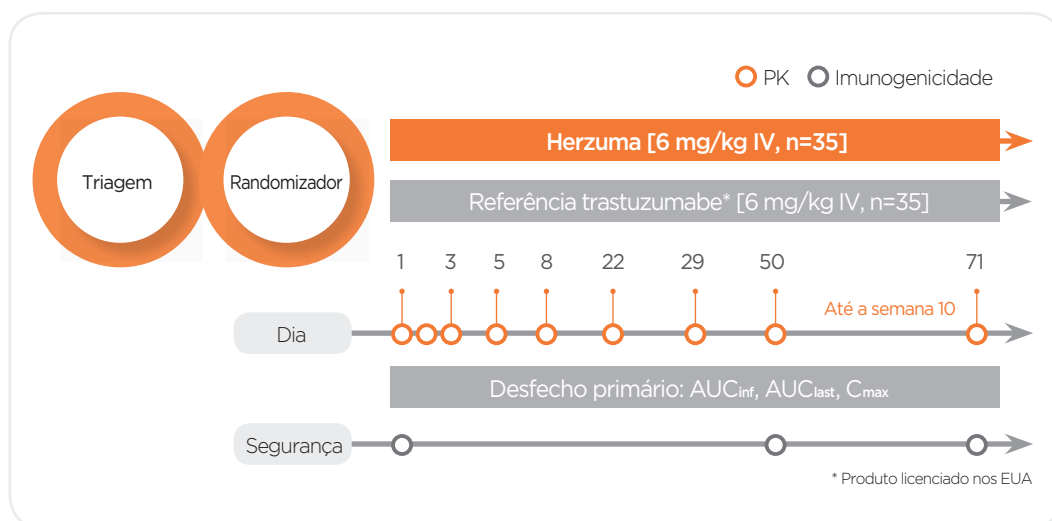 PK Imunogenicidade
Triagem
Randomizador
Herzuma [6 mg/kg IV, n=35]
Referência trastuzumabe* [6 mg/kg IV, n=35]
1 3 5 8 22 29 50 71
Até a semana 10
Dia
Desfecho primário: AUCinf, AUClast, Cmax
Segurança
* Produto licenciado nos EUA